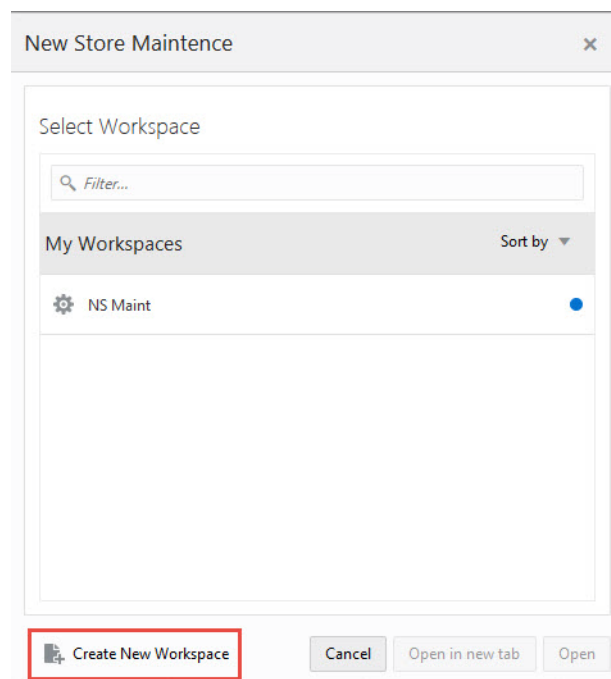 New Store Maintence
Select Workspace
Filter...
My Workspaces Sort by
NS Maint
Create New Workspace Cancel Open in new tab Open